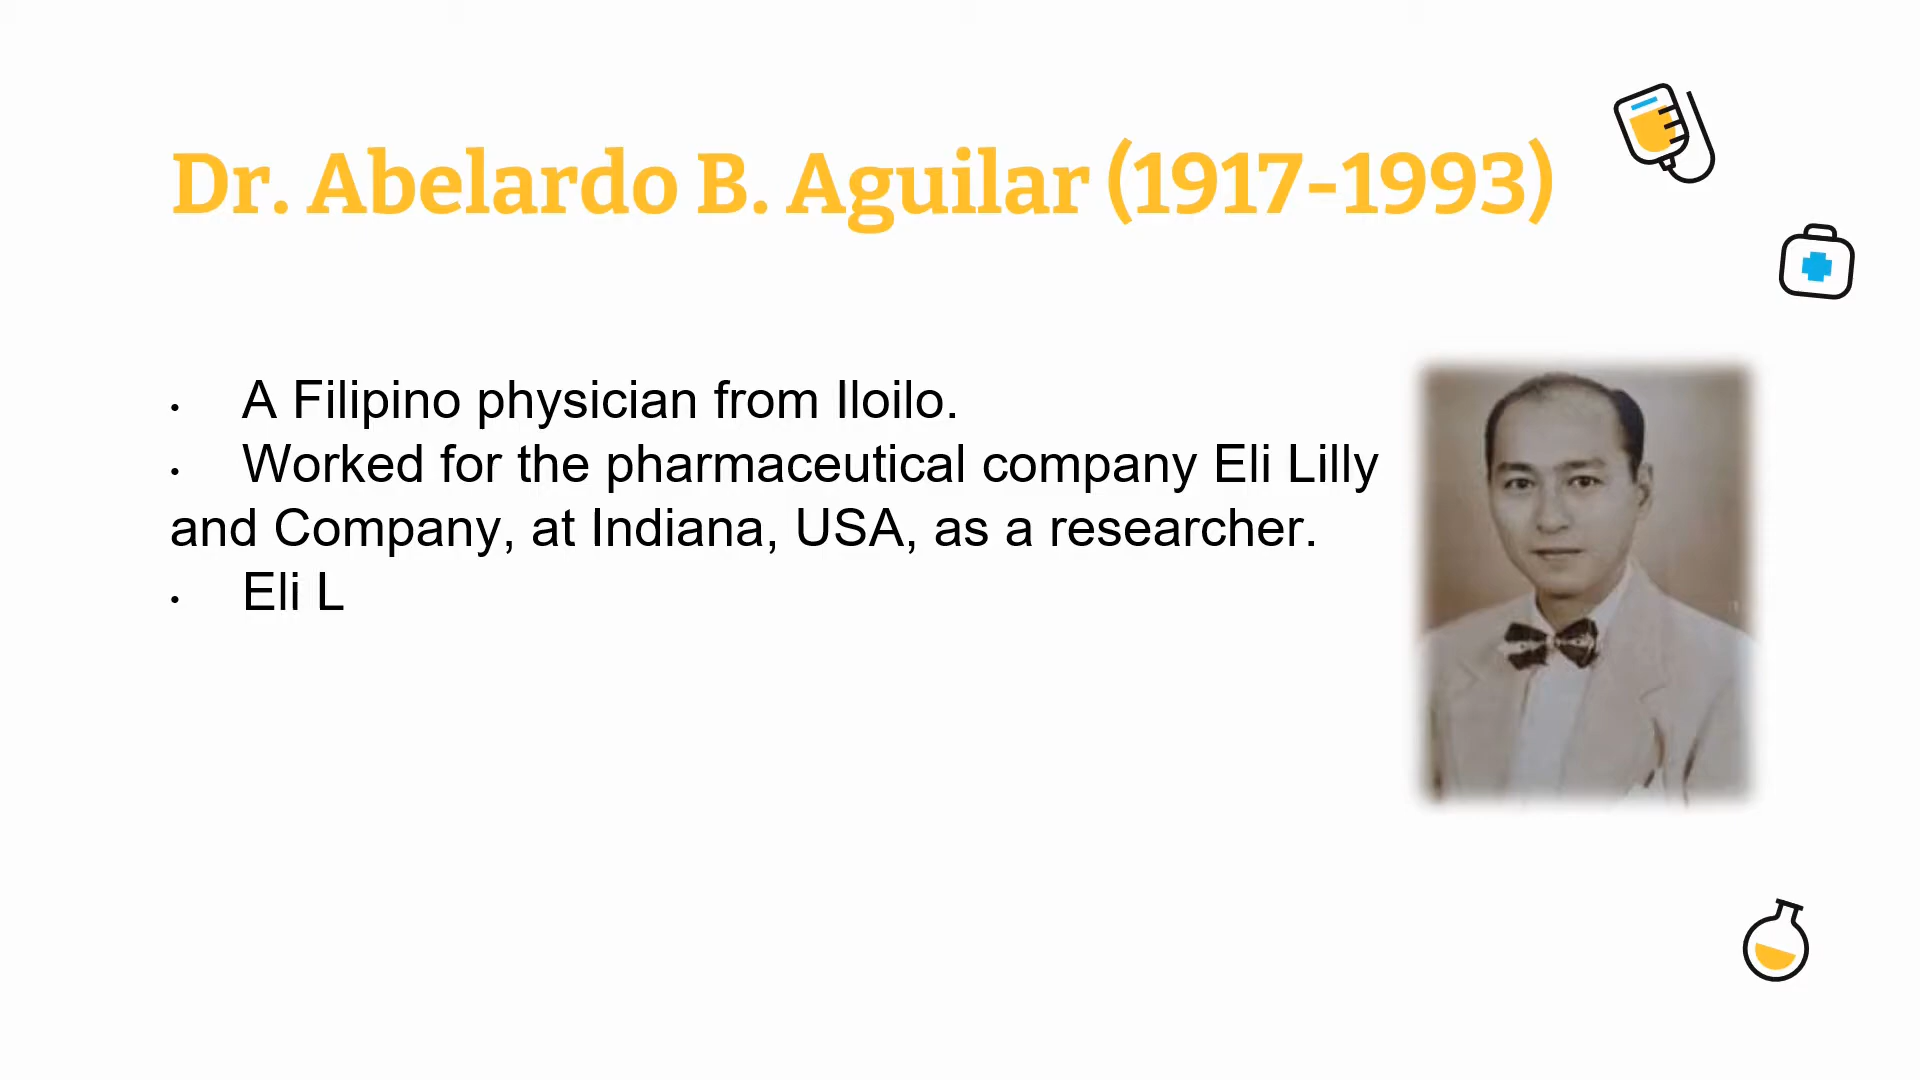 Dr. Abelardo B. Aguilar (1917-1993)
• A Filipino physician from Iloilo.
• Worked for the pharmaceutical company Eli Lilly
and Company, at Indiana, USA, as a researcher.
• Eli L